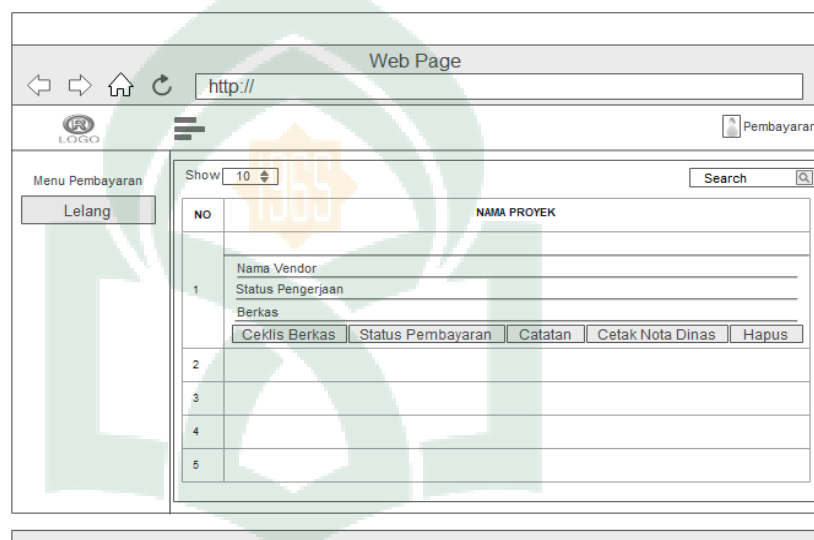 Web Page
http://
® LOGO
Pembayaran
Menu Pembayaran
Lelang
Show 10
Search
NO NAMA PROYEK
1
Nama Vendor
Status Pengerjaan
Berkas
Ceklis Berkas Status Pembayaran Catatan Cetak Nota Dinas Hapus
2
3
4
5
1965